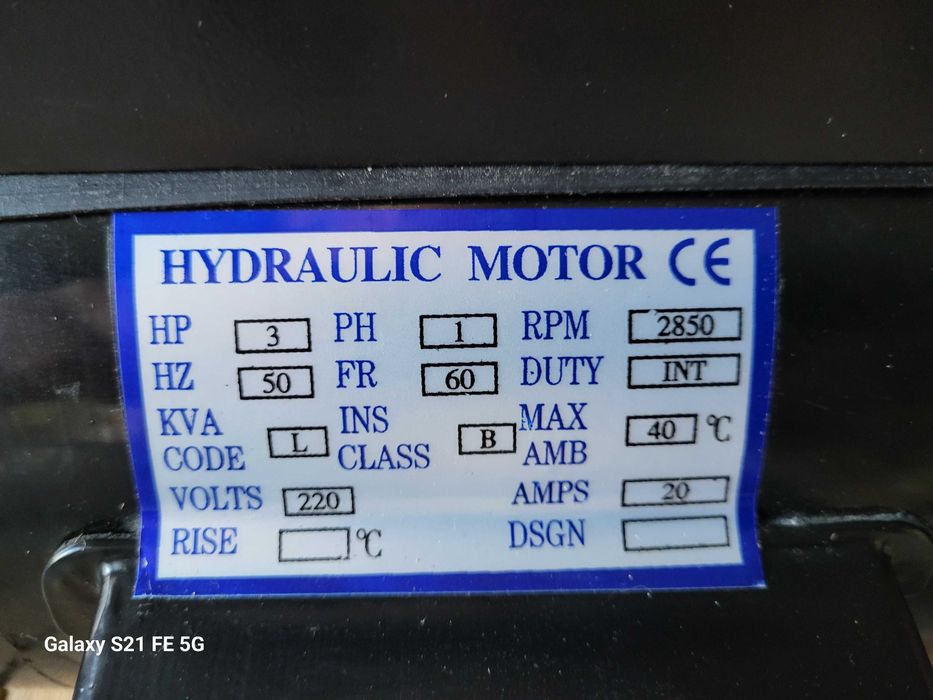 HYDRAULIC MOTOR CE
HP 3 PH 1 RPM 2850
HZ 50 FR 60 DUTY INT
KVA CODE L INS CLASS B MAX AMB 40 °C
VOLTS 220 AMPS 20
RISE °C DSGN
Galaxy S21 FE 5G